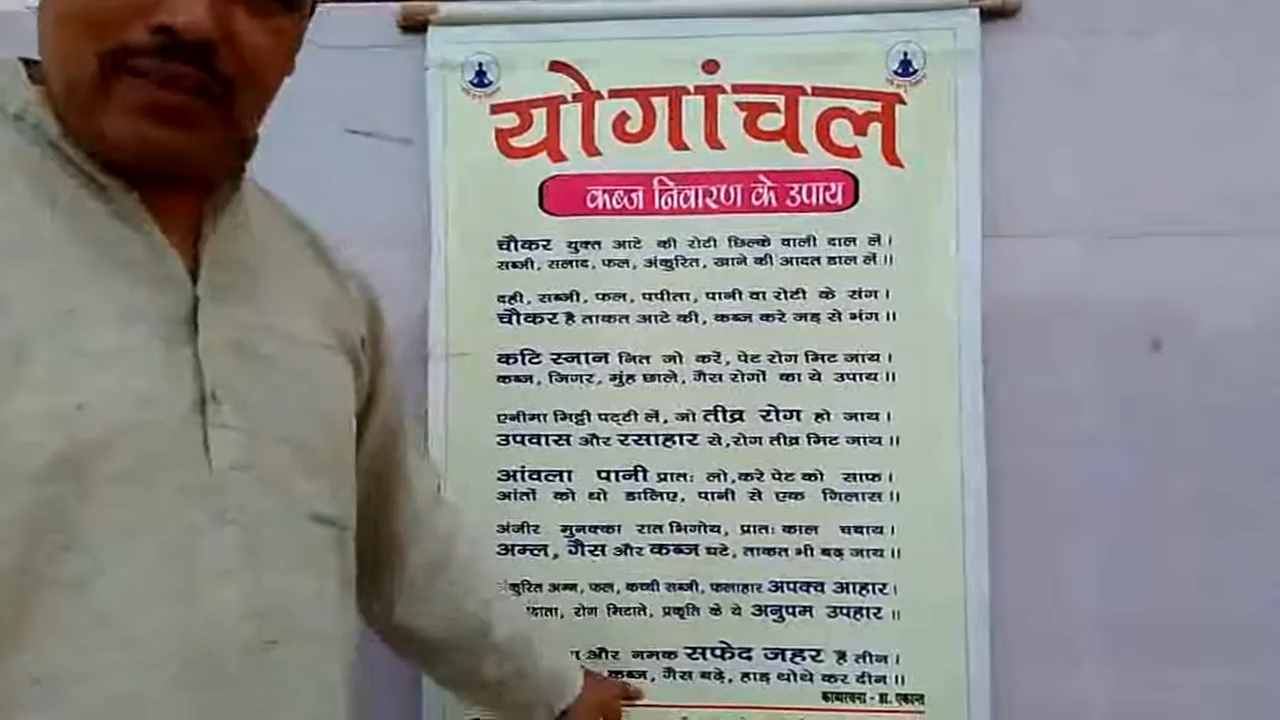 योगांचल
कब्ज निवारण के उपाय
चौकर युक्त आटे की रोटी छिल्के वाली दाल लें।
सब्जी, सलाद, फल, अंकुरित, खाने की आदत डाल लें।।
दही, सब्जी, फल, पपीता, पानी वा रोटी के संग।
चौकर है ताकत आटे की, कब्ज करे जड़ से भंग।।
कटि स्नान नित जो करें, पेट रोग मिट जाय।
कब्ज, जिगर, मुंह छाले, गैस रोगों का ये उपाय।।
एनीमा मिट्टी पट्टी लें, जो तीव्र रोग हो जाय।
उपवास और रसाहार से, रोग तीव्र मिट जाय।।
आंवला पानी प्रातः लो, करे पेट को साफ।
आंतों को धो डालिए, पानी से एक गिलास।।
अंजीर मुनक्का रात भिगोय, प्रातः काल चबाय।
अम्ल, गैस और कब्ज घटे, ताकत भी बढ़ जाय।।
अन्न, फल, कच्ची सब्जी, फलाहार अपक्व आहार।
रोग मिटाते, प्रकृति के ये अनुपम उपहार।।
और नमक सफेद जहर है तीन।
कब्ज, गैस बढ़े, हाड़ थोथे कर दीन।।
काव्यरचना - डा. एकान्त